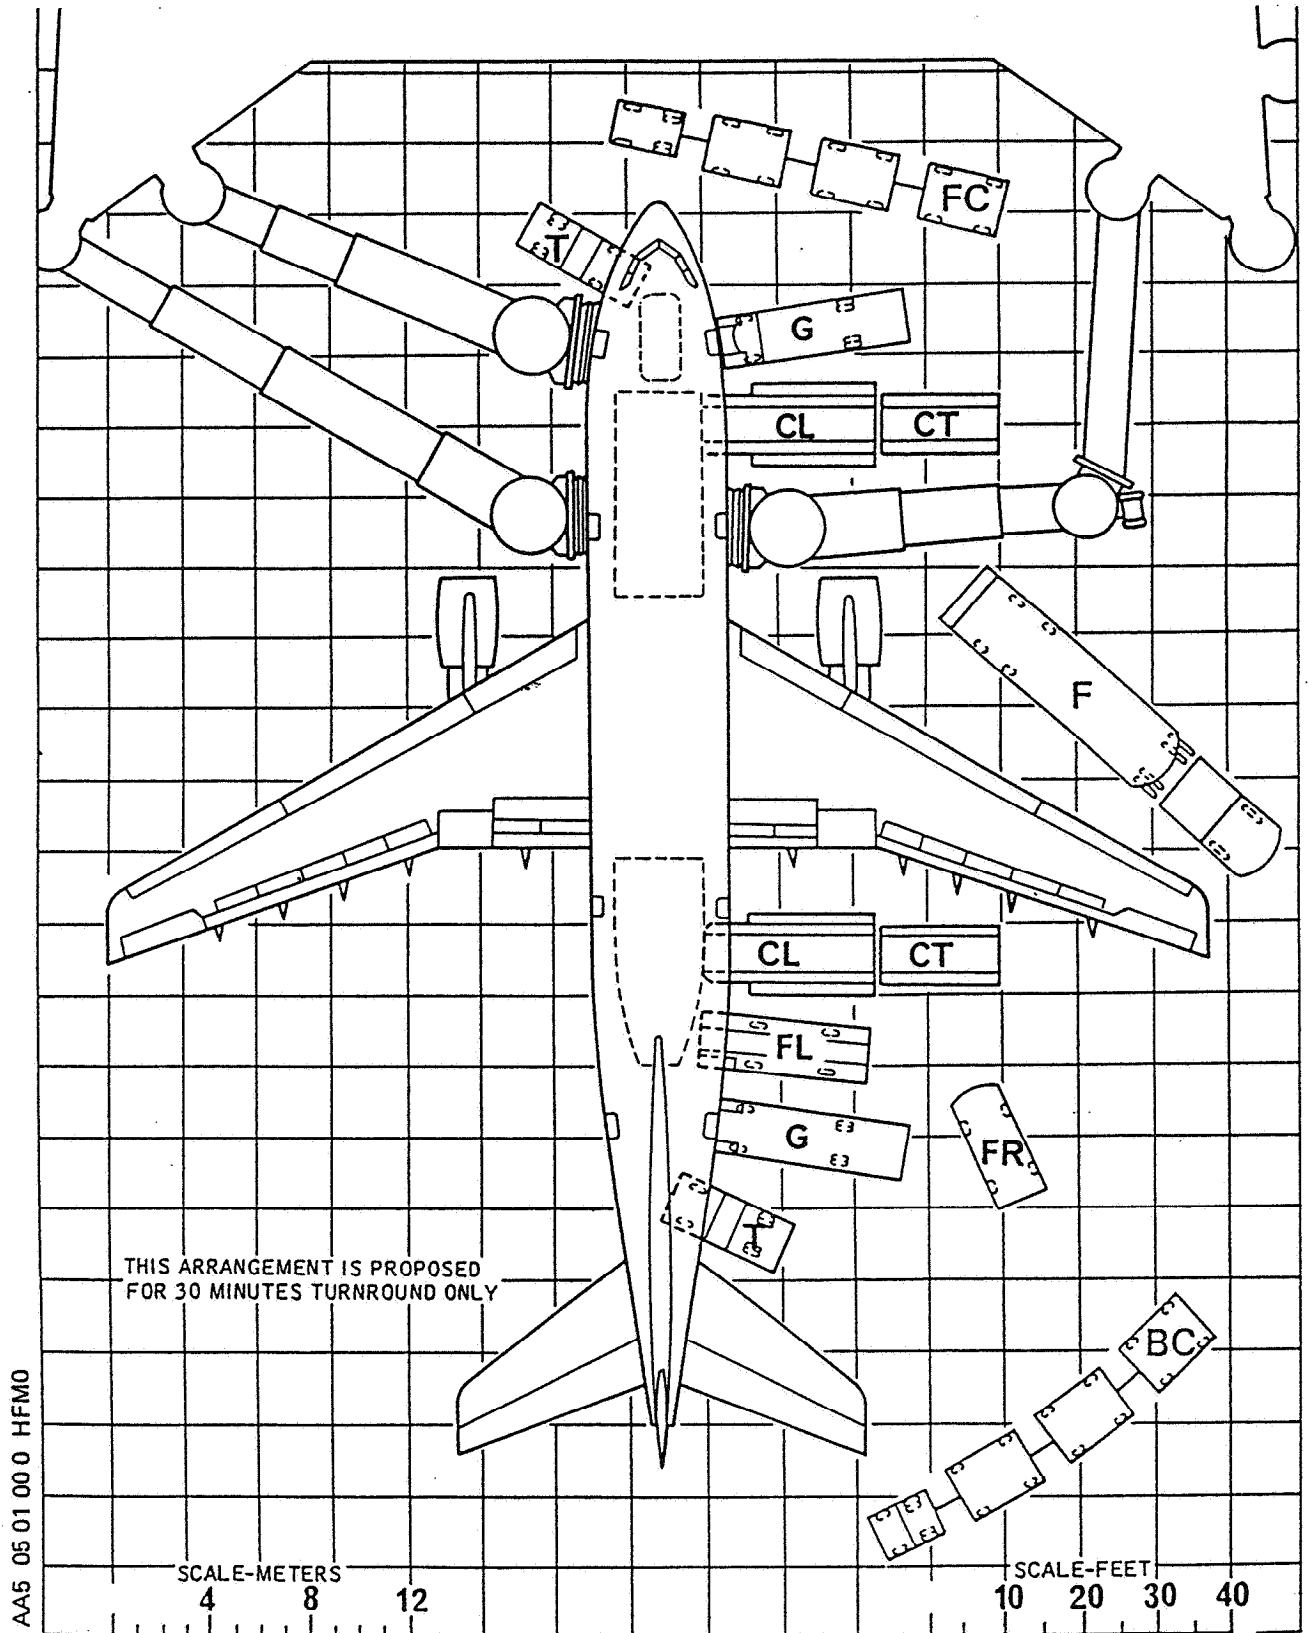 FC
T
G
CL CT
F
CL CT
FL
G
FR
T
THIS ARRANGEMENT IS PROPOSED
FOR 30 MINUTES TURNROUND ONLY
BC
AA5 05 01 00 0 HFM0
SCALE-METERS
4 8 12
SCALE-FEET
10 20 30 40